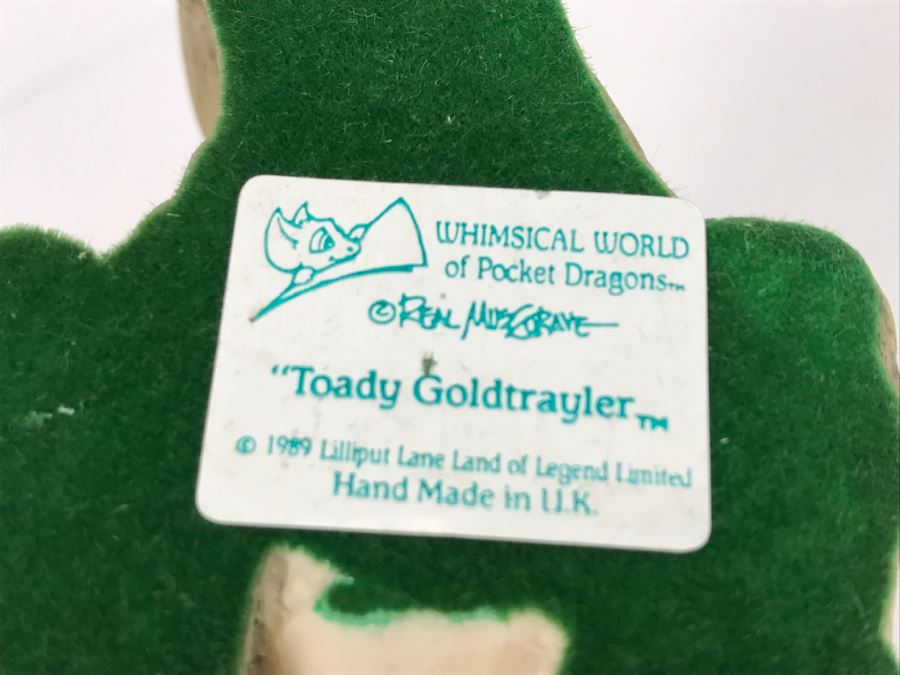 WHIMSICAL WORLD
of Pocket Dragons™
© REAL MUSGRAVE
"Toady Goldtrayler™
© 1989 Lilliput Lane Land of Legend Limited
Hand Made in U.K.